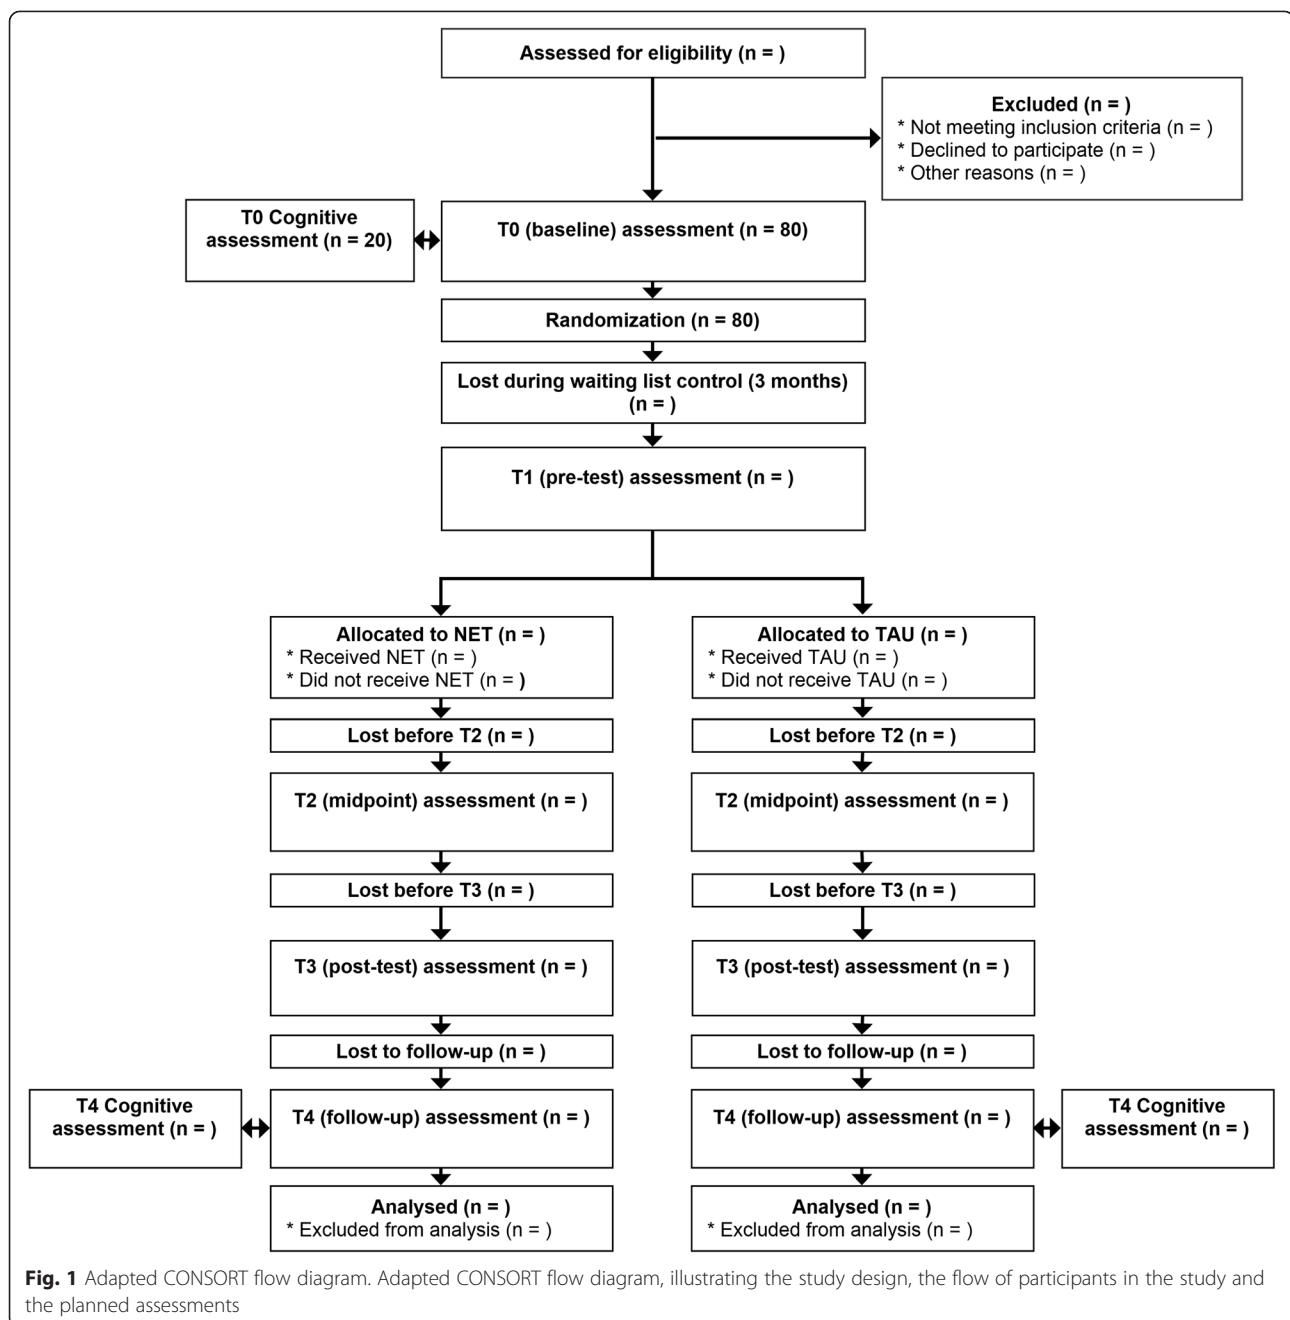 Assessed for eligibility (n = )
Excluded (n = )
* Not meeting inclusion criteria (n = )
* Declined to participate (n = )
* Other reasons (n = )
T0 Cognitive
assessment (n = 20)
T0 (baseline) assessment (n = 80)
Randomization (n = 80)
Lost during waiting list control (3 months)
(n = )
T1 (pre-test) assessment (n = )
Allocated to NET (n = )
* Received NET (n = )
* Did not receive NET (n = )
Allocated to TAU (n = )
* Received TAU (n = )
* Did not receive TAU (n = )
Lost before T2 (n = )
Lost before T2 (n = )
T2 (midpoint) assessment (n = )
T2 (midpoint) assessment (n = )
Lost before T3 (n = )
Lost before T3 (n = )
T3 (post-test) assessment (n = )
T3 (post-test) assessment (n = )
Lost to follow-up (n = )
Lost to follow-up (n = )
T4 Cognitive
assessment (n = )
T4 (follow-up) assessment (n = )
T4 (follow-up) assessment (n = )
T4 Cognitive
assessment (n = )
Analysed (n = )
* Excluded from analysis (n = )
Analysed (n = )
* Excluded from analysis (n = )
Fig. 1 Adapted CONSORT flow diagram. Adapted CONSORT flow diagram, illustrating the study design, the flow of participants in the study and
the planned assessments